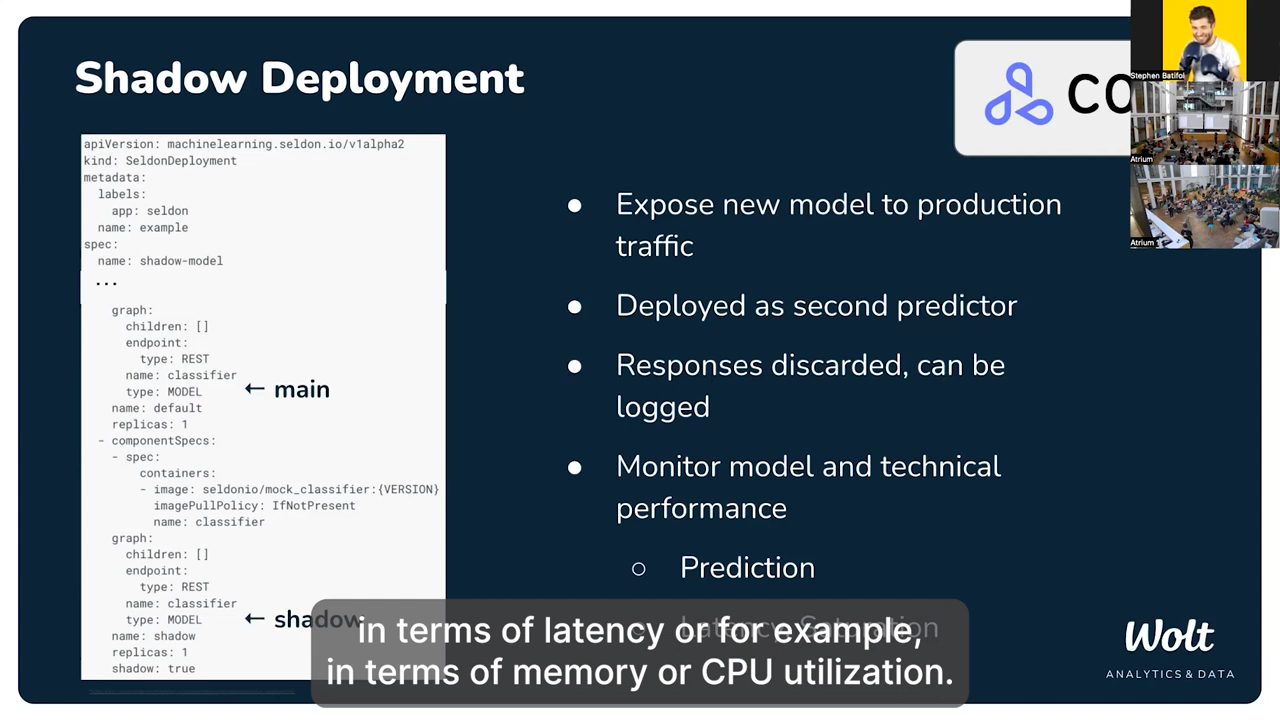 Shadow Deployment
co
Stephen Batifol
Atrium
Atrium 1
apiVersion: machinelearning.seldon.io/v1alpha2
kind: SeldonDeployment
metadata:
  labels:
    app: seldon
  name: example
spec:
  name: shadow-model
...
    graph:
      children: []
      endpoint:
        type: REST
      name: classifier
      type: MODEL ← main
    name: default
    replicas: 1
  - componentSpecs:
    - spec:
        containers:
        - image: seldonio/mock_classifier:{VERSION}
          imagePullPolicy: IfNotPresent
          name: classifier
    graph:
      children: []
      endpoint:
        type: REST
      name: classifier
      type: MODEL ← shadow
    name: shadow
    replicas: 1
    shadow: true
● Expose new model to production
traffic
● Deployed as second predictor
● Responses discarded, can be
logged
● Monitor model and technical
performance
○ Prediction
○ Latency, Saturation
in terms of latency or for example,
in terms of memory or CPU utilization.
Wolt
ANALYTICS & DATA